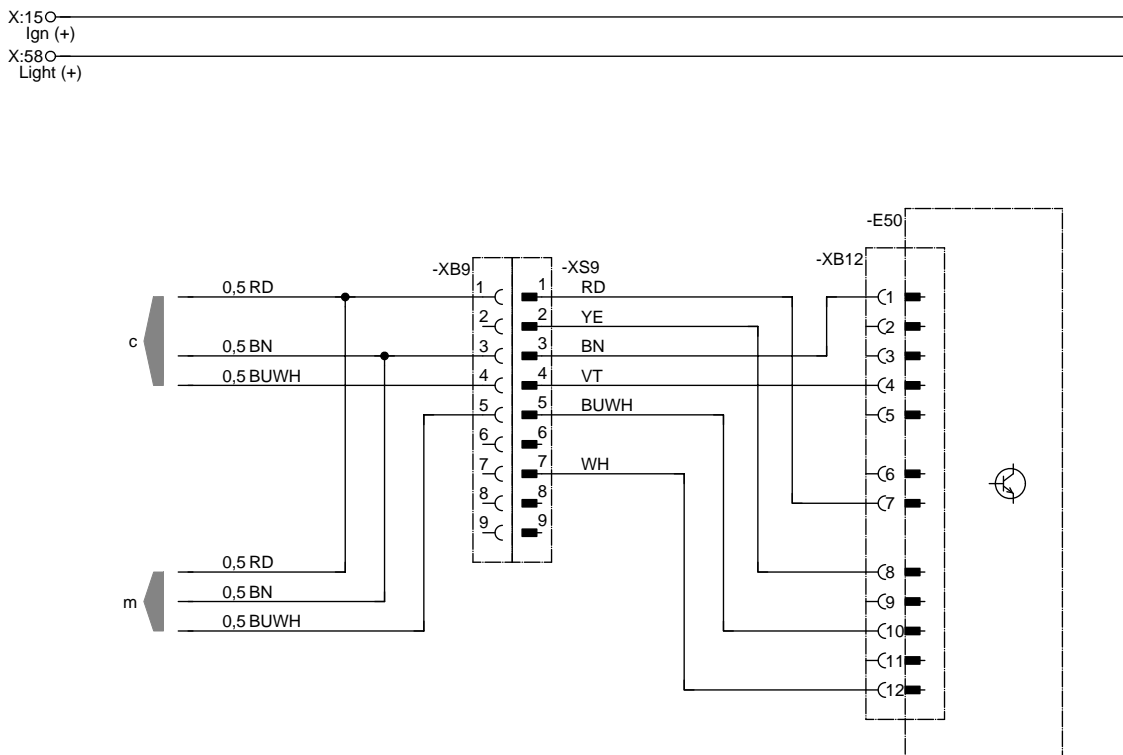 X:15
Ign (+)
X:58
Light (+)
-E50
-XB9
-XS9
-XB12
0,5 RD
1
1
RD
1
2
2
YE
2
c
0,5 BN
3
3
BN
3
0,5 BUWH
4
4
VT
4
5
5
BUWH
5
6
6
7
7
WH
6
8
8
7
9
9
0,5 RD
8
m
0,5 BN
9
0,5 BUWH
10
11
12